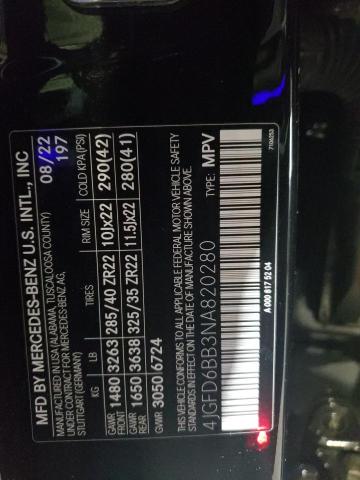 MFD BY MERCEDES-BENZ U.S. INTL., INC
MANUFACTURED IN USA (ALABAMA, TUSCALOOSA COUNTY)
UNDER CONTRACT FOR MERCEDES-BENZ AG,
STUTTGART (GERMANY)
08/22
197
KG LB TIRES RIM SIZE COLD KPA (PSI)
GAWR FRONT 1480 3263 285/40 ZR22 10Jx22 290(42)
GAWR REAR 1650 3638 325/35 ZR22 11.5Jx22 280(41)
GVWR 3050 6724
THIS VEHICLE CONFORMS TO ALL APPLICABLE FEDERAL MOTOR VEHICLE SAFETY
STANDARDS IN EFFECT ON THE DATE OF MANUFACTURE SHOWN ABOVE.
4JGFD6BB3NA820280 TYPE: MPV
A 000 817 52 04